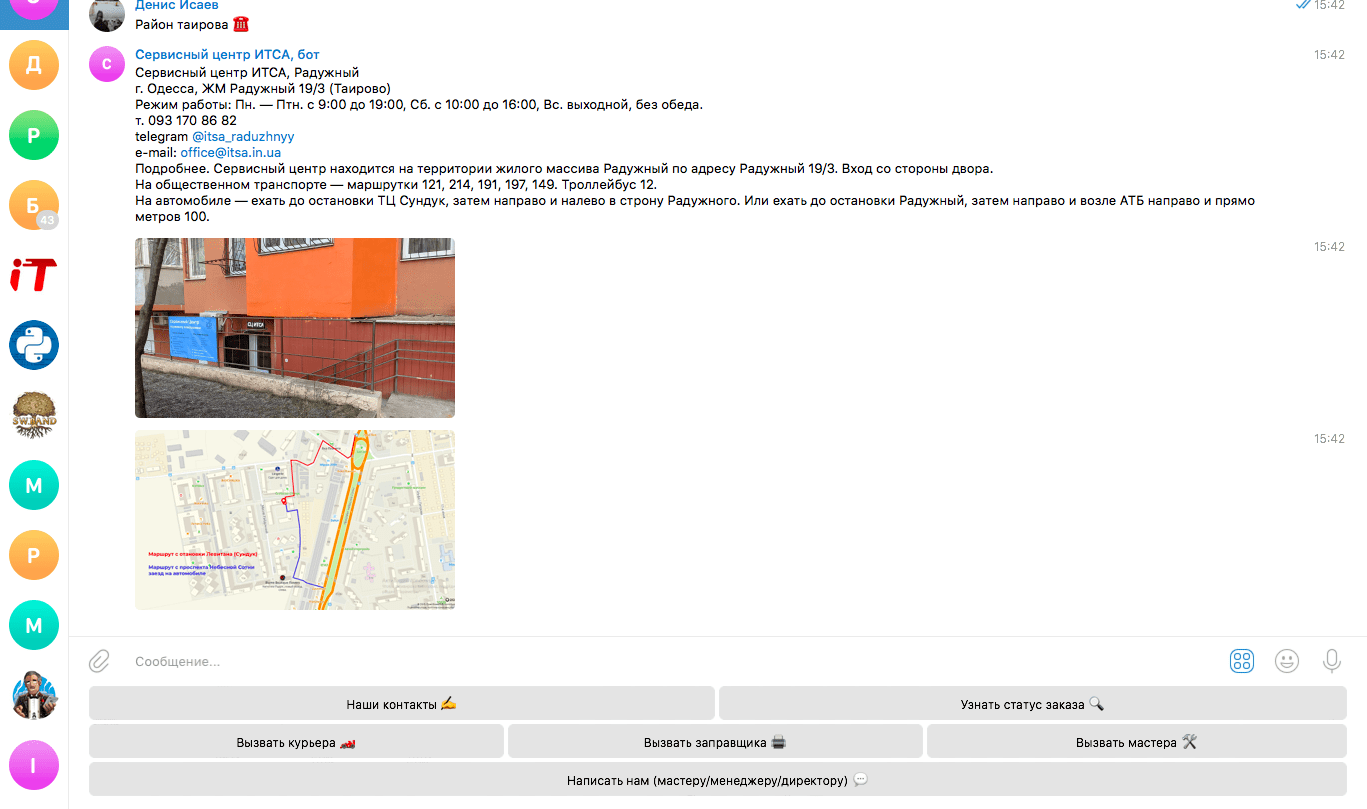 Денис Исаев
15:42
Район таирова ☎️
Сервисный центр ИТСА, бот
15:42
С
Сервисный центр ИТСА, Радужный
г. Одесса, ЖМ Радужный 19/3 (Таирово)
Режим работы: Пн. — Птн. с 9:00 до 19:00, Сб. с 10:00 до 16:00, Вс. выходной, без обеда.
т. 093 170 86 82
telegram @itsa_raduzhnyy
e-mail: office@itsa.in.ua
Подробнее. Сервисный центр находится на территории жилого массива Радужный по адресу Радужный 19/3. Вход со стороны двора.
На общественном транспорте — маршрутки 121, 214, 191, 197, 149. Троллейбус 12.
На автомобиле — ехать до остановки ТЦ Сундук, затем направо и налево в строну Радужного. Или ехать до остановки Радужный, затем направо и возле АТБ направо и прямо
метров 100.
15:42
СЦ ИТСА
15:42
Маршрут с отановки Левитана (Сундук)
Маршрут с проспекта Небесной Сотни
заезд на автомобиле
Д
Р
Б
43
iT
SW.BAND
М
Р
М
I
Сообщение...
Наши контакты ✍️
Узнать статус заказа 🔍
Вызвать курьера 🏎️
Вызвать заправщика 🖨️
Вызвать мастера 🛠️
Написать нам (мастеру/менеджеру/директору) 💬